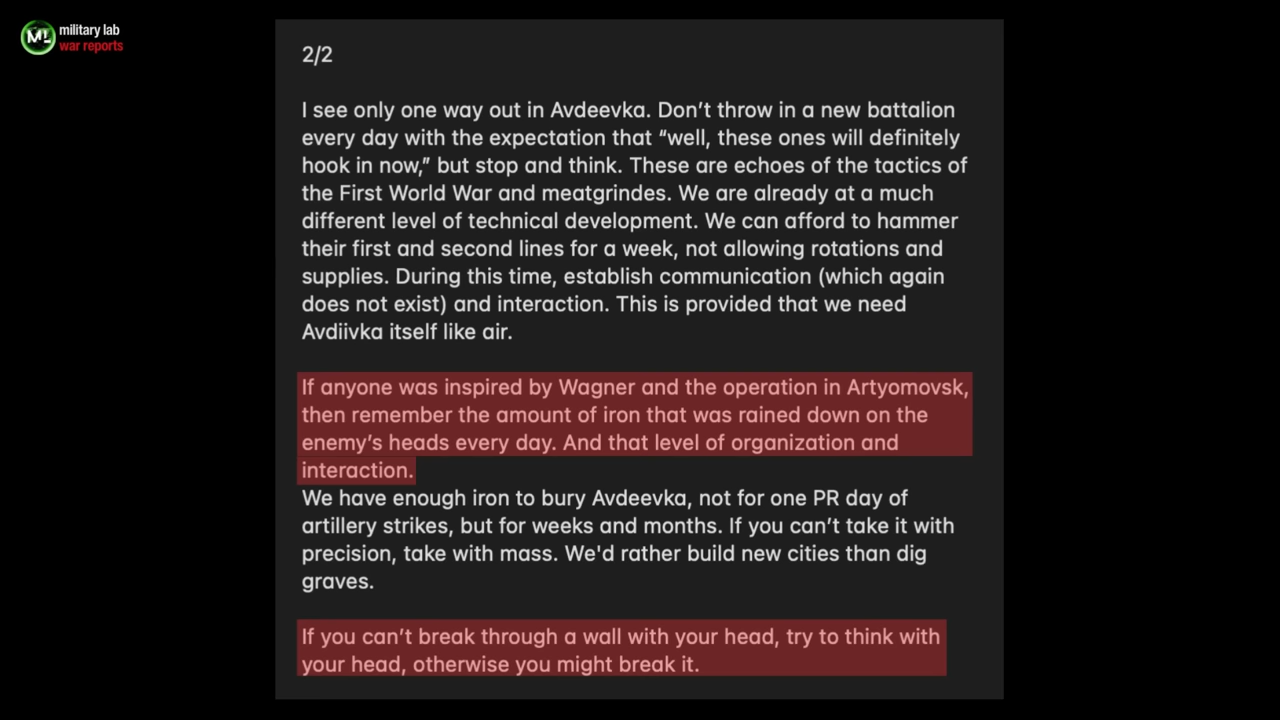 ML
military lab
war reports
2/2
I see only one way out in Avdeevka. Don’t throw in a new battalion
every day with the expectation that “well, these ones will definitely
hook in now,” but stop and think. These are echoes of the tactics of
the First World War and meatgrindes. We are already at a much
different level of technical development. We can afford to hammer
their first and second lines for a week, not allowing rotations and
supplies. During this time, establish communication (which again
does not exist) and interaction. This is provided that we need
Avdiivka itself like air.
If anyone was inspired by Wagner and the operation in Artyomovsk,
then remember the amount of iron that was rained down on the
enemy’s heads every day. And that level of organization and
interaction.
We have enough iron to bury Avdeevka, not for one PR day of
artillery strikes, but for weeks and months. If you can’t take it with
precision, take with mass. We'd rather build new cities than dig
graves.
If you can’t break through a wall with your head, try to think with
your head, otherwise you might break it.